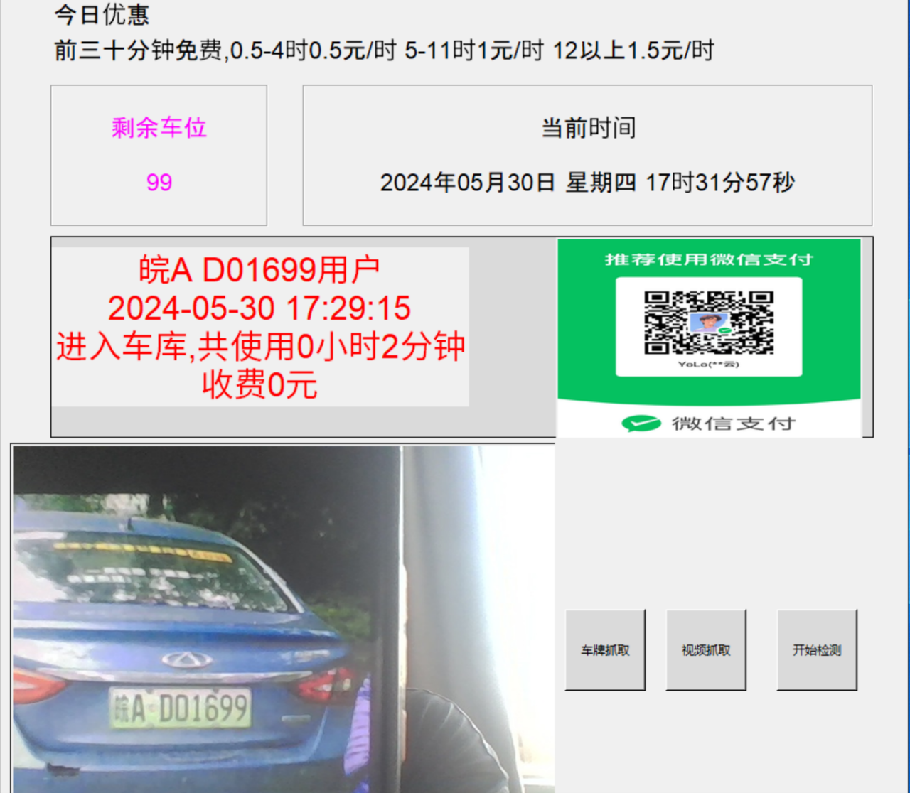 今日优惠
前三十分钟免费,0.5-4时0.5元/时 5-11时1元/时 12以上1.5元/时
剩余车位
99
当前时间
2024年05月30日 星期四 17时31分57秒
皖A D01699用户
2024-05-30 17:29:15
进入车库,共使用0小时2分钟
收费0元
推荐使用微信支付
YoLo(**云)
微信支付
车牌抓取
视频抓取
开始检测
皖A·D01699